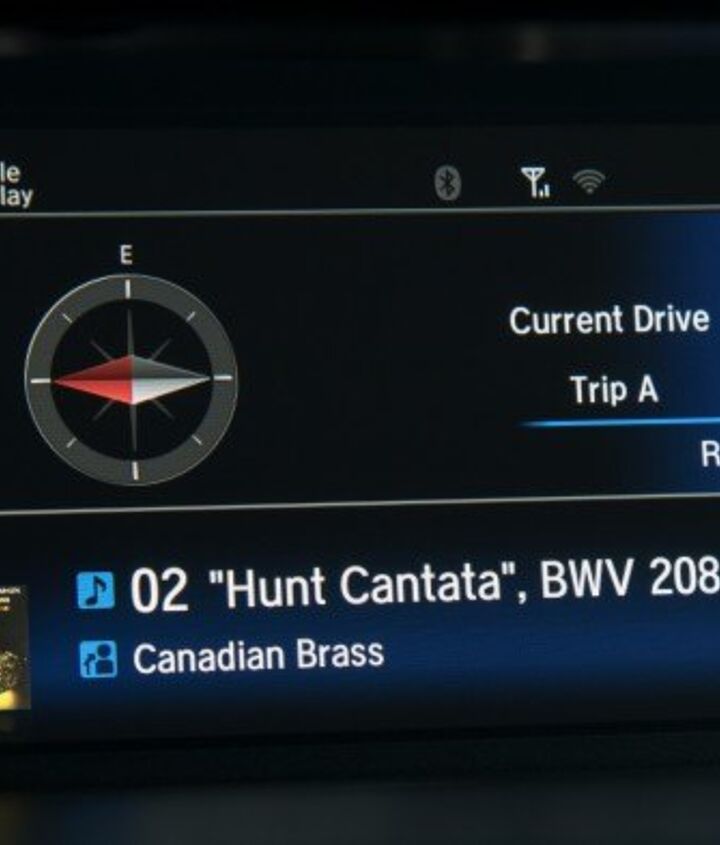 le
lay
E
Current Drive
Trip A
R
02 "Hunt Cantata", BWV 208
Canadian Brass